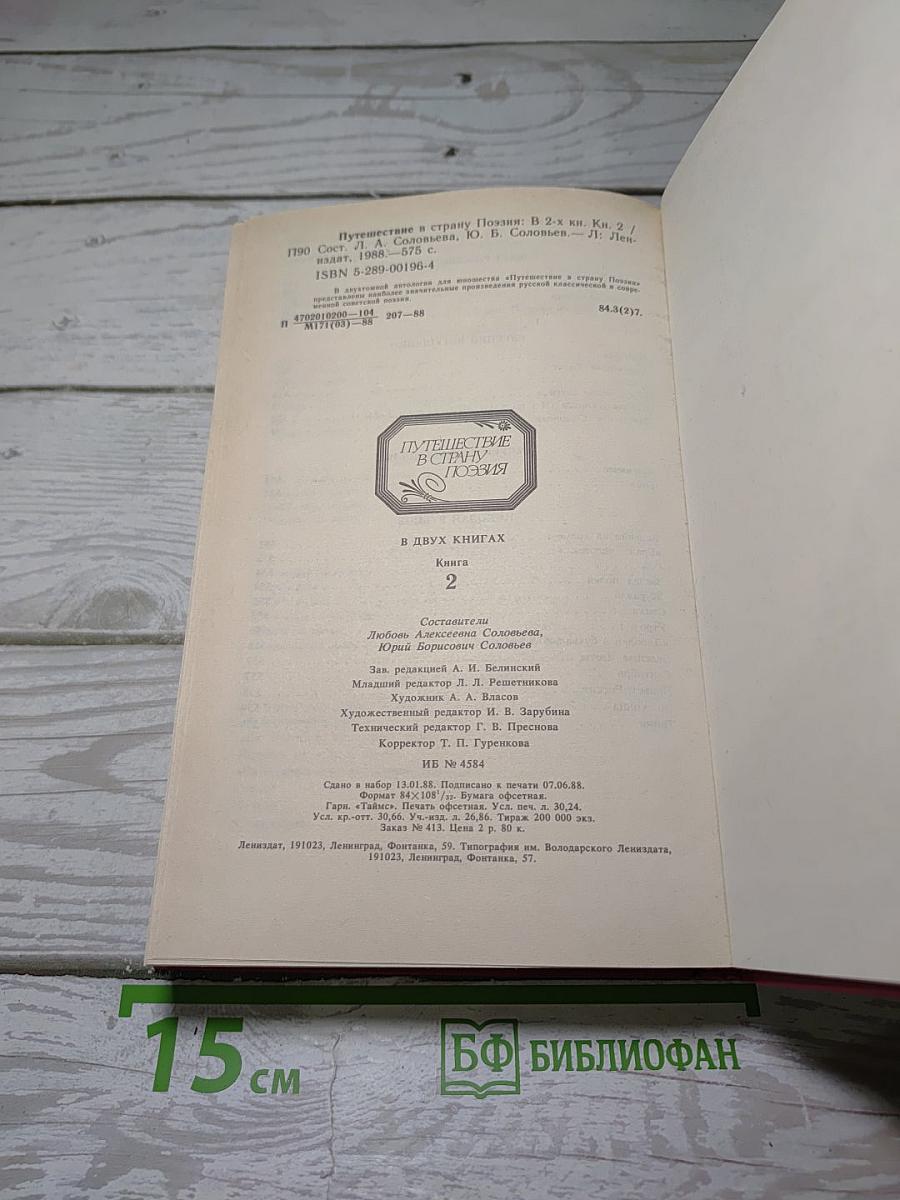 Путешествие в страну Поэзия: В 2-х кн. Кн. 2 /
П90 Сост. Л. А. Соловьева, Ю. Б. Соловьев.— Л: Лен-
издат, 1988.—575 с.
ISBN 5-289-00196-4
В двухтомной антологии для юношества «Путешествие в страну Поэзия»
представлены наиболее значительные произведения русской классической и совре-
менной советской поэзии.
П 4702010200—104 207—88 84.3(2)7.
М171(03)—88
ПУТЕШЕСТВИЕ
В СТРАНУ
ПОЭЗИЯ
В ДВУХ КНИГАХ
Книга
2
Составители
Любовь Алексеевна Соловьева,
Юрий Борисович Соловьев
Зав. редакцией А. И. Белинский
Младший редактор Л. Л. Решетникова
Художник А. А. Власов
Художественный редактор И. В. Зарубина
Технический редактор Г. В. Преснова
Корректор Т. П. Гуренкова
ИБ № 4584
Сдано в набор 13.01.88. Подписано к печати 07.06.88.
Формат 84×108¹/₃₂. Бумага офсетная.
Гарн. «Таймс». Печать офсетная. Усл. печ. л. 30,24.
Усл. кр.-отт. 30,66. Уч.-изд. л. 26,86. Тираж 200 000 экз.
Заказ № 413. Цена 2 р. 80 к.
Лениздат, 191023, Ленинград, Фонтанка, 59. Типография им. Володарского Лениздата,
191023, Ленинград, Фонтанка, 57.
15 см
БФ БИБЛИОФАН